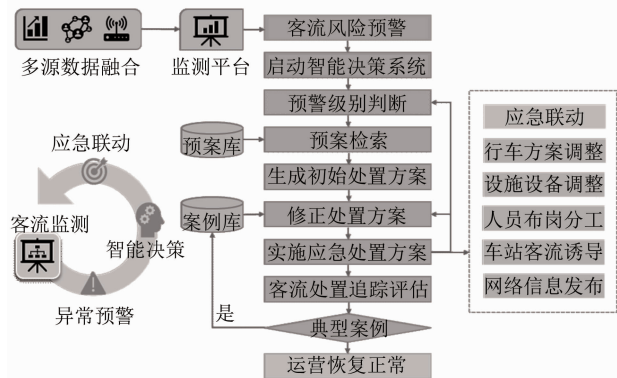 多源数据融合
监测平台
客流风险预警
启动智能决策系统
预警级别判断
预案库
预案检索
生成初始处置方案
案例库
修正处置方案
实施应急处置方案
客流处置追踪评估
是
典型案例
运营恢复正常
应急联动
客流监测
智能决策
异常预警
应急联动
行车方案调整
设施设备调整
人员布岗分工
车站客流诱导
网络信息发布